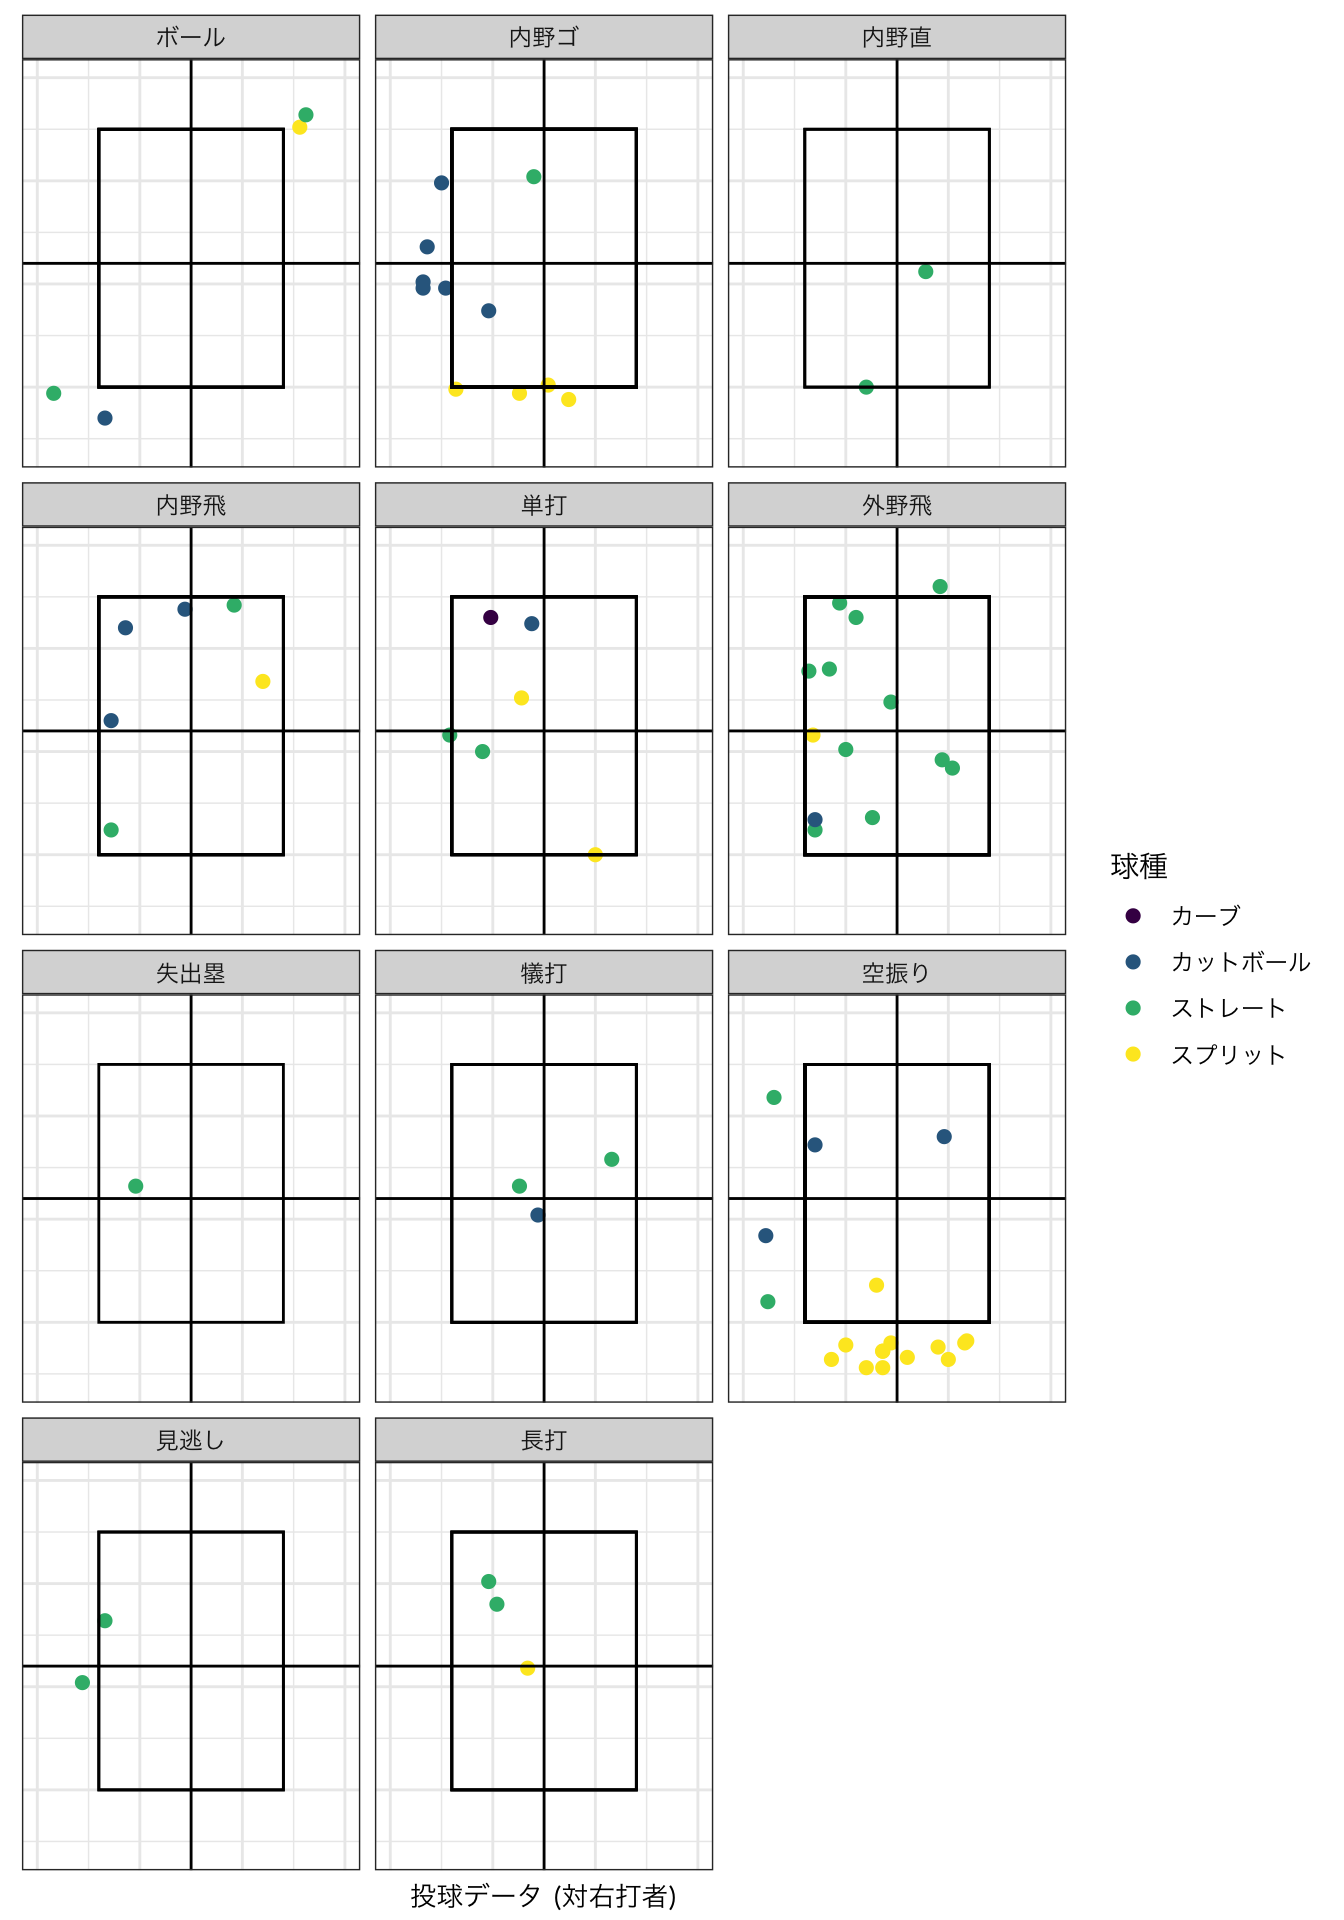 ボール
内野ゴ
内野直
内野飛
単打
外野飛
失出塁
犠打
空振り
見逃し
長打
球種
カーブ
カットボール
ストレート
スプリット
投球データ (対右打者)